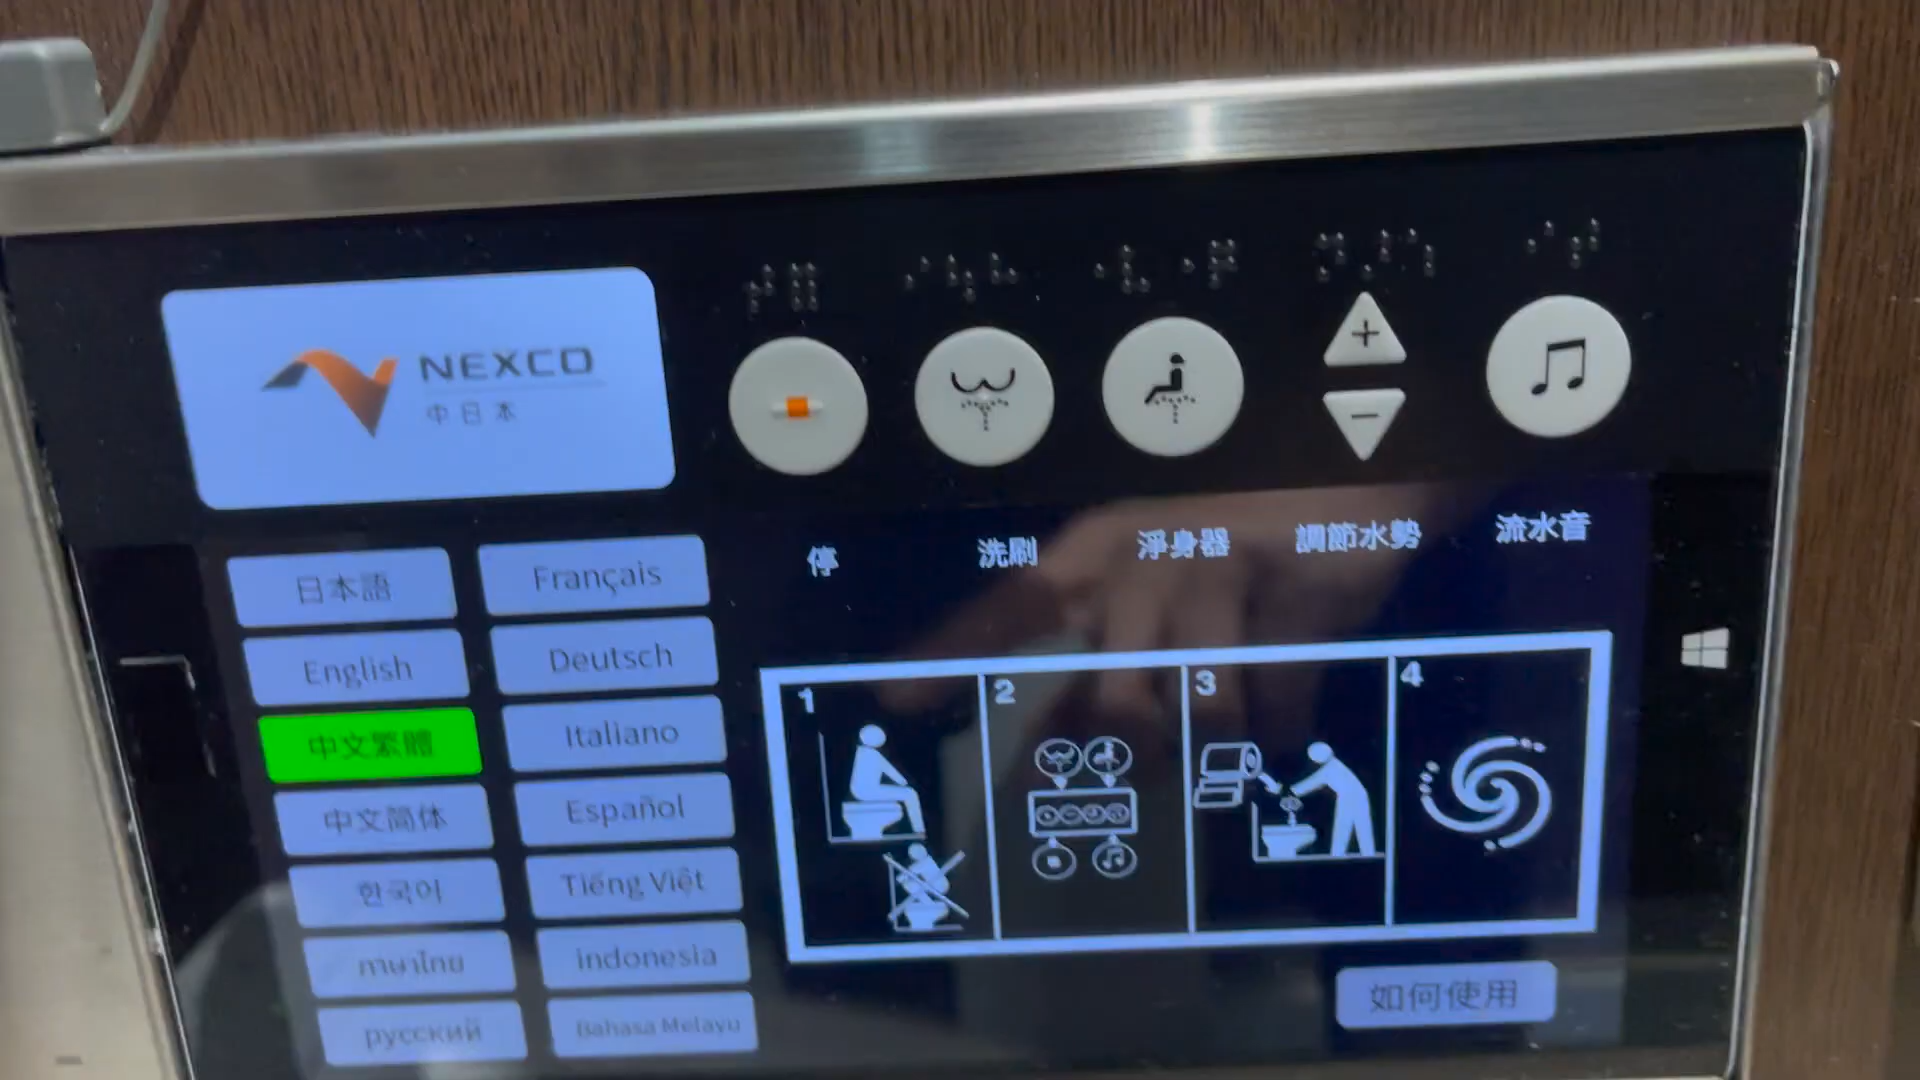 NEXCO
中日本
停
洗刷
淨身器
調節水勢
流水音
日本語
Français
English
Deutsch
中文繁體
Italiano
中文简体
Español
한국어
Tiếng Việt
ภาษาไทย
indonesia
русский
Bahasa Melayu
1
2
3
4
如何使用